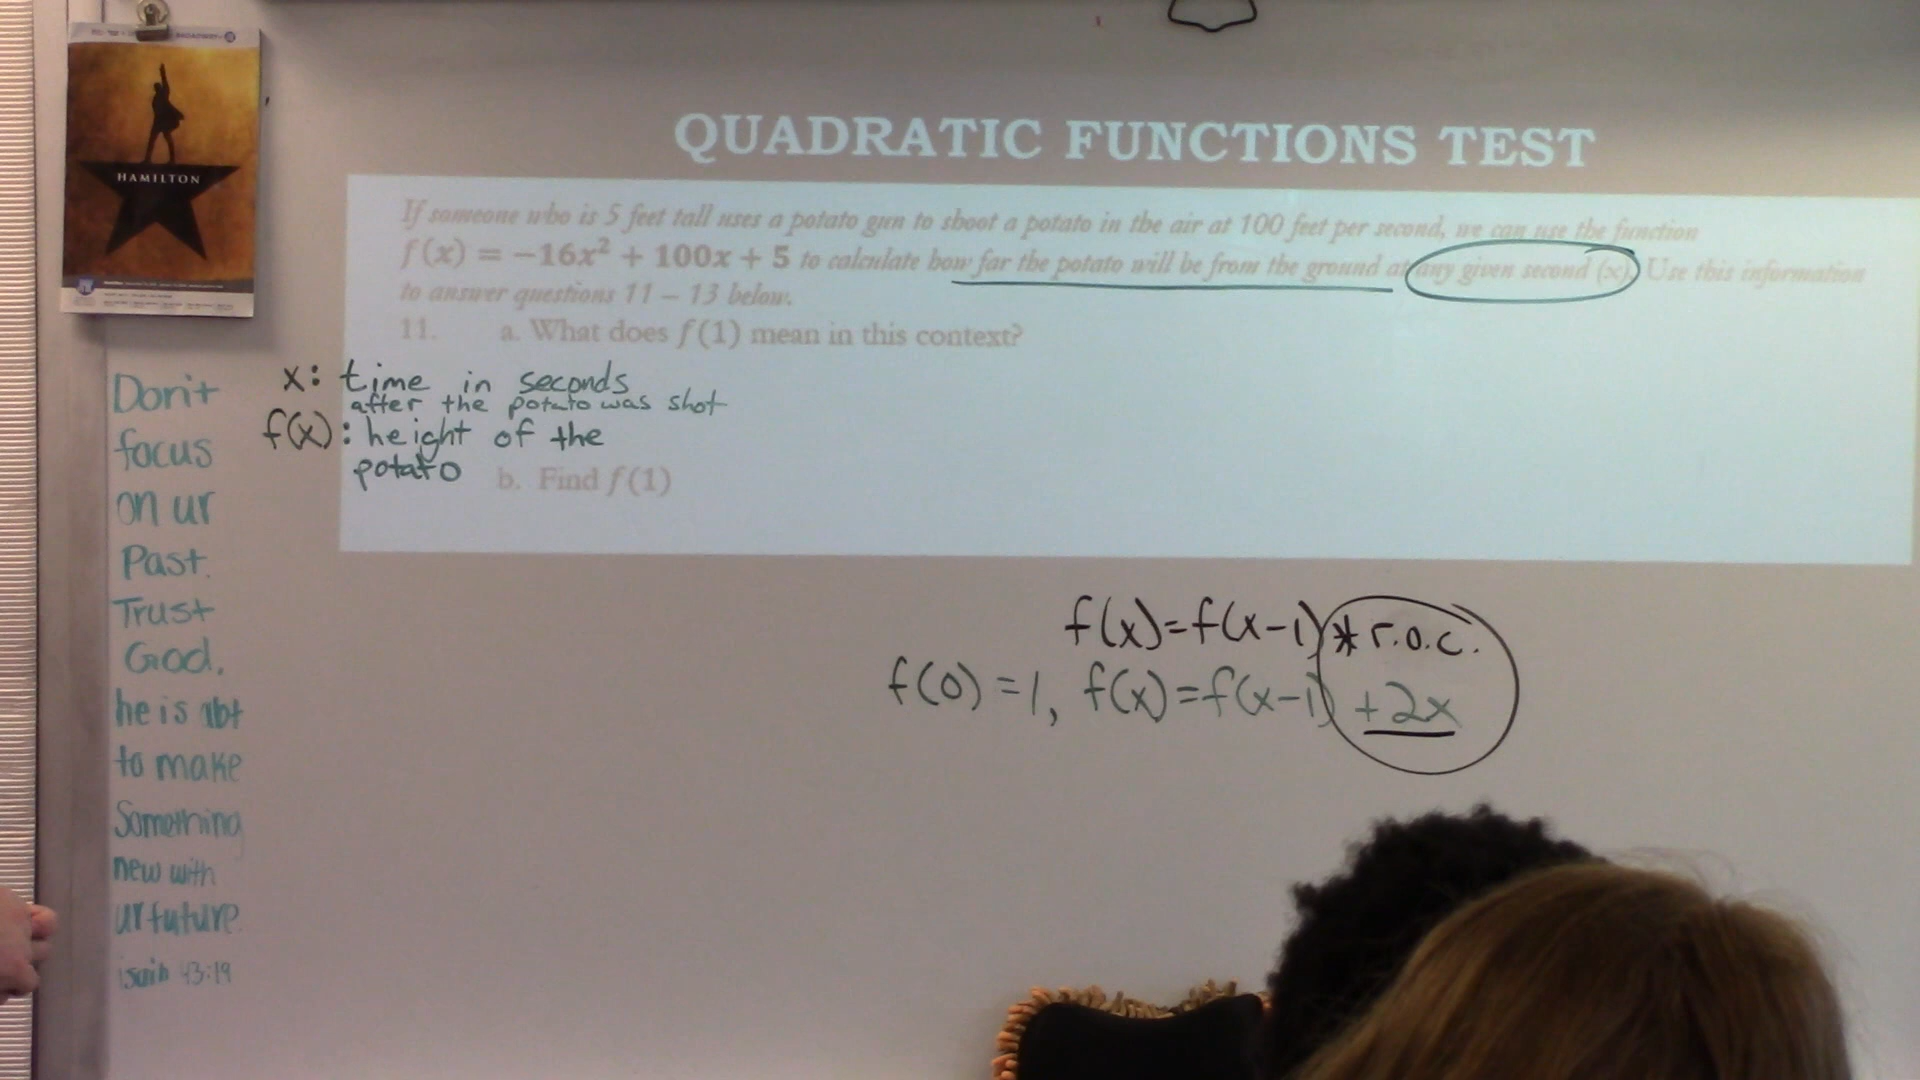 HAMILTON
QUADRATIC FUNCTIONS TEST
If someone who is 5 feet tall uses a potato gun to shoot a potato in the air at 100 feet per second, we can use the function
f(x) = −16x² + 100x + 5 to calculate how far the potato will be from the ground at any given second (x). Use this information
to answer questions 11 – 13 below.
11. a. What does f(1) mean in this context?
x: time in seconds
after the potato was shot
f(x): height of the
potato
b. Find f(1)
f(x)=f(x-1) * r.o.c.
f(0)=1, f(x)=f(x-1) +2x
Don't
focus
on ur
Past.
Trust
God.
he is abt
to make
Something
new with
ur future.
isaih 43:19